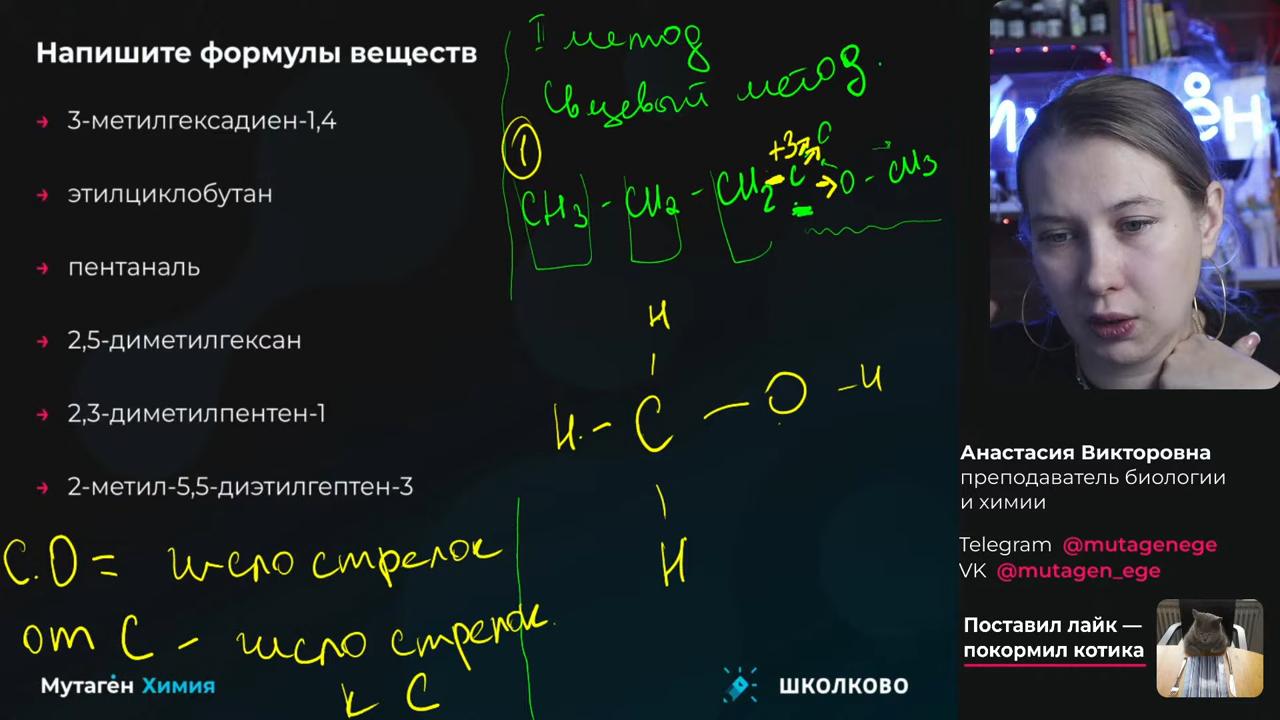 Напишите формулы веществ
→ 3-метилгексадиен-1,4
→ этилциклобутан
→ пентаналь
→ 2,5-диметилгексан
→ 2,3-диметилпентен-1
→ 2-метил-5,5-диэтилгептен-3
С.О = число стрелок
от С – число стрелок
к С
Мутаген Химия
II метод
метод.
1
+3
O
CH3 - CH2 - CH2 - C → O - CH3
H
H - C - O - H
H
ШКОЛКОВО
Анастасия Викторовна
преподаватель биологии
и химии
Telegram @mutagenege
VK @mutagen_ege
Поставил лайк —
покормил котика